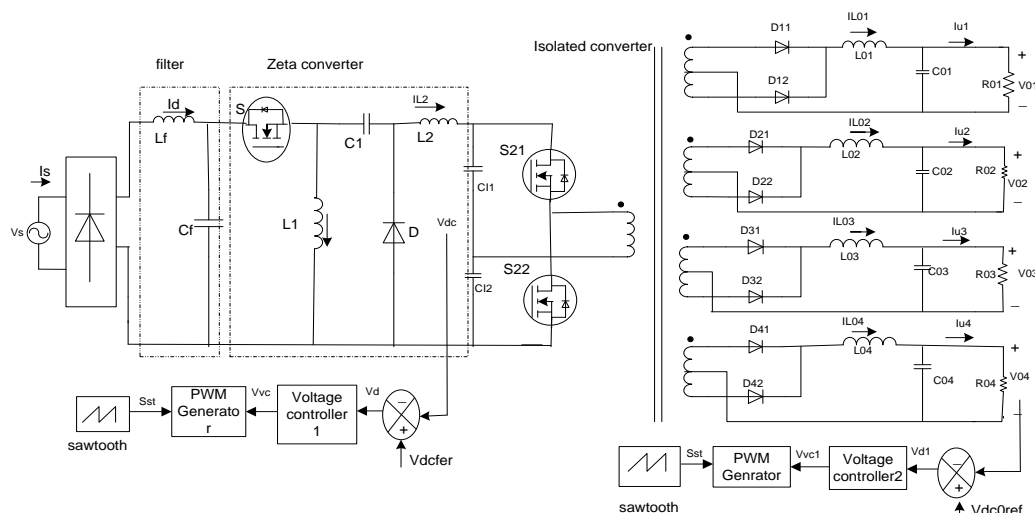 filter
Zeta converter
Isolated converter
Id
Lf
S
C1
IL2
L2
Is
Vs
Cf
L1
D
Vdc
Cl1
Cl2
S21
S22
D11
D12
IL01
L01
Iu1
C01
R01
+
V01
_
D21
D22
IL02
L02
Iu2
C02
R02
+
V02
_
D31
D32
IL03
L03
Iu3
C03
R03
+
V03
_
D41
D42
IL04
L04
Iu4
C04
R04
+
V04
_
sawtooth
Sst
PWM
Generato
r
Vvc
Voltage
controller
1
Vd
−
+
Vdcfer
sawtooth
Sst
PWM
Genrator
Vvc1
Voltage
controller2
Vd1
−
+
Vdc0ref